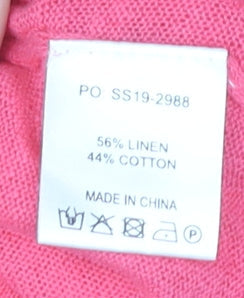 PO SS19-2988
56% LINEN
44% COTTON
MADE IN CHINA
P